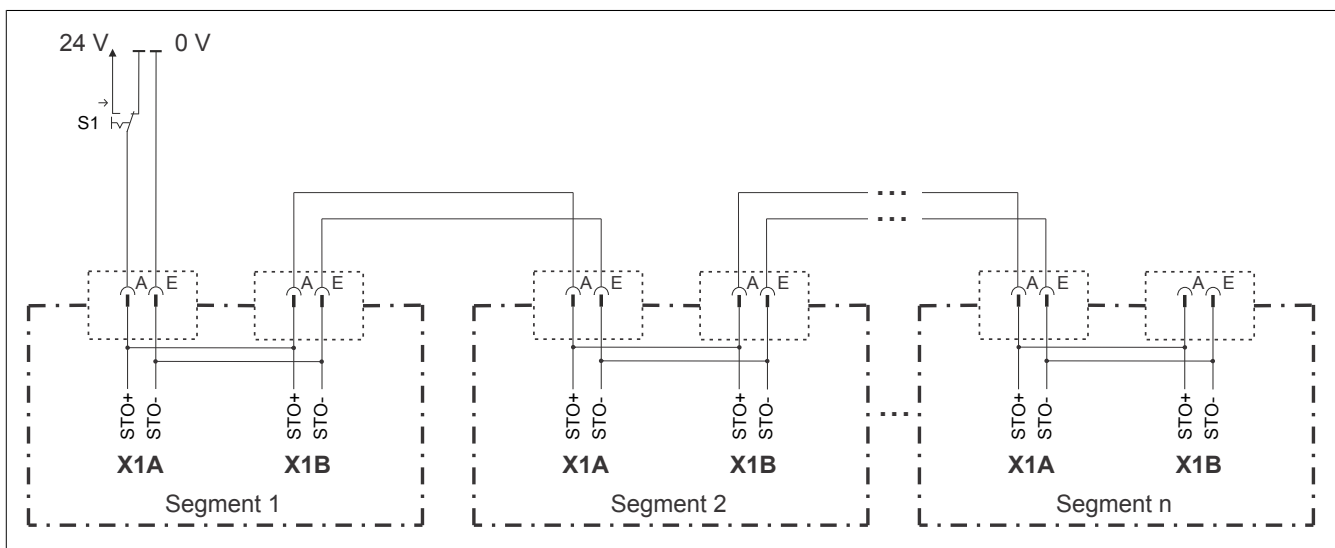 24 V 0 V
S1
... 
...
A E A E A E A E A E A E
STO+ STO- STO+ STO- STO+ STO- STO+ STO- ... STO+ STO- STO+ STO-
X1A X1B X1A X1B X1A X1B
Segment 1 Segment 2 Segment n